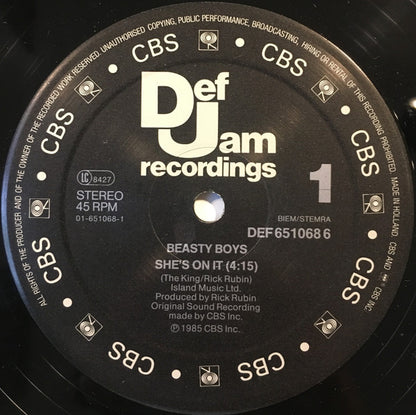 ALL RIGHTS OF THE PRODUCER AND OF THE OWNER OF THE RECORDED WORK RESERVED. UNAUTHORISED COPYING, PUBLIC PERFORMANCE, BROADCASTING, HIRING OR RENTAL OF THIS RECORDING PROHIBITED. MADE IN HOLLAND. CBS AND ARE
CBS
CBS
CBS
CBS
CBS
CBS
CBS
CBS
Def
Jam
recordings
LC 8427
STEREO
45 RPM
01-651068-1
1
BIEM/STEMRA
DEF 651068 6
BEASTY BOYS
SHE'S ON IT (4:15)
(The King/Rick Rubin)
Island Music Ltd.
Produced by Rick Rubin
Original Sound Recording
made by CBS Inc.
℗ 1985 CBS Inc.